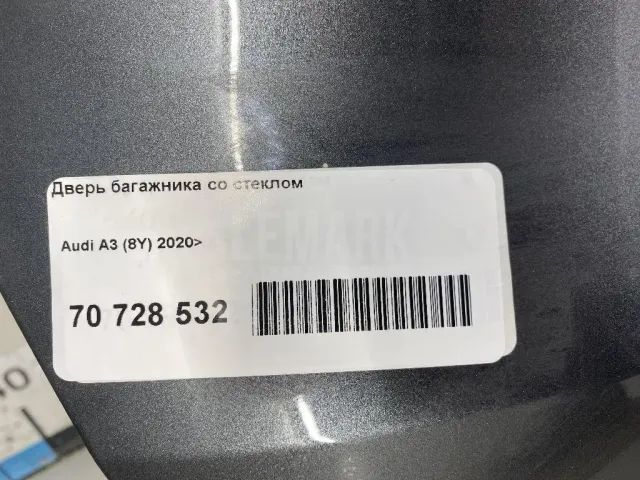 Дверь багажника со стеклом
Audi A3 (8Y) 2020>
70 728 532